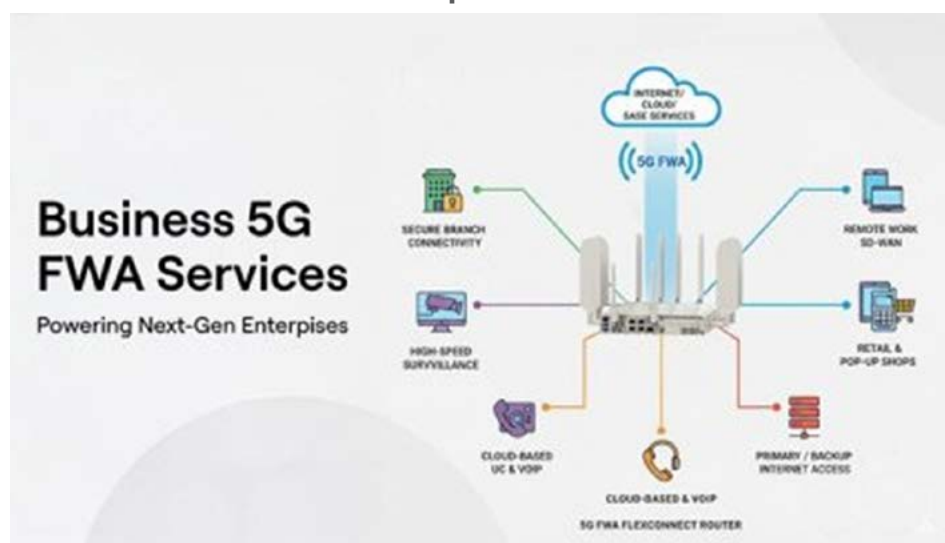 Business 5G
FWA Services
Powering Next-Gen Enterpises
INTERNET/
CLOUD/
SASE SERVICES
5G FWA
SECURE BRANCH
CONNECTIVITY
REMOTE WORK
SD-WAN
HIGH-SPEED
SURVVILLANCE
RETAIL &
POP-UP SHOPS
CLOUD-BASED
UC & VOIP
PRIMARY / BACKUP
INTERNET ACCESS
CLOUD-BASED & VOIP
5G FWA FLEXCONNECT ROUTER